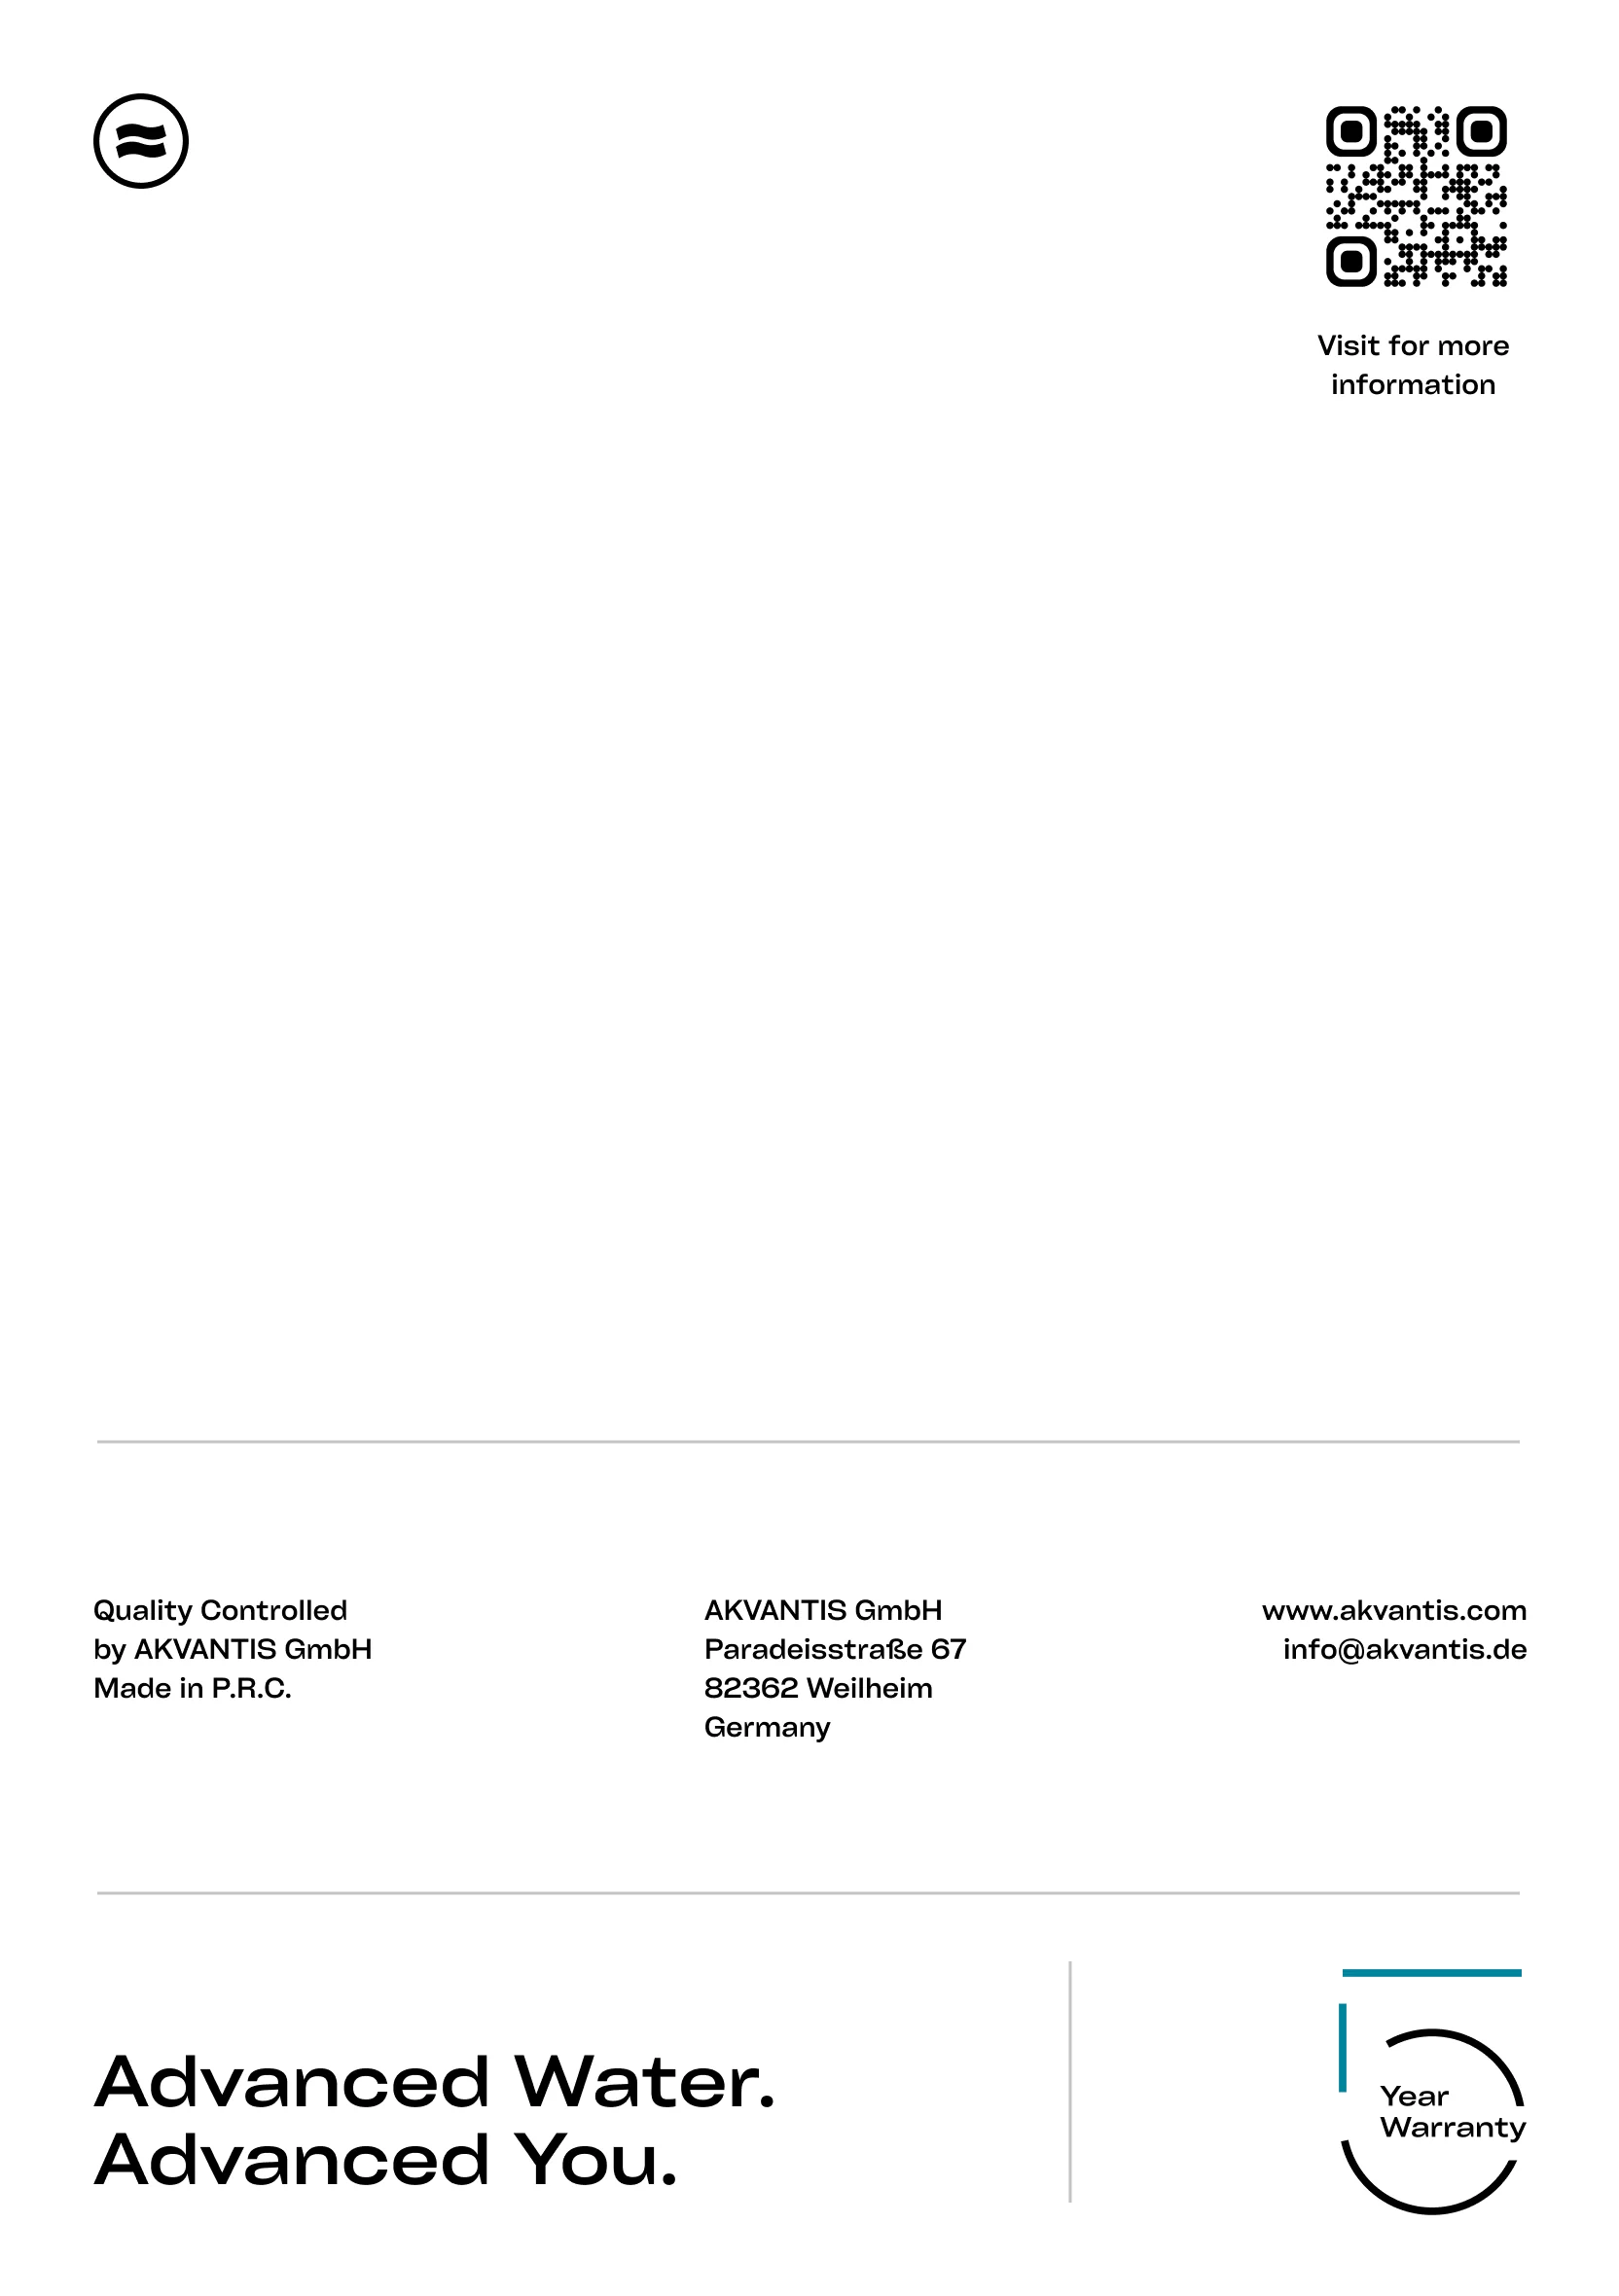 Visit for more
information
Quality Controlled
by AKVANTIS GmbH
Made in P.R.C.
AKVANTIS GmbH
Paradeisstraße 67
82362 Weilheim
Germany
www.akvantis.com
info@akvantis.de
Advanced Water.
Advanced You.
5
Year
Warranty